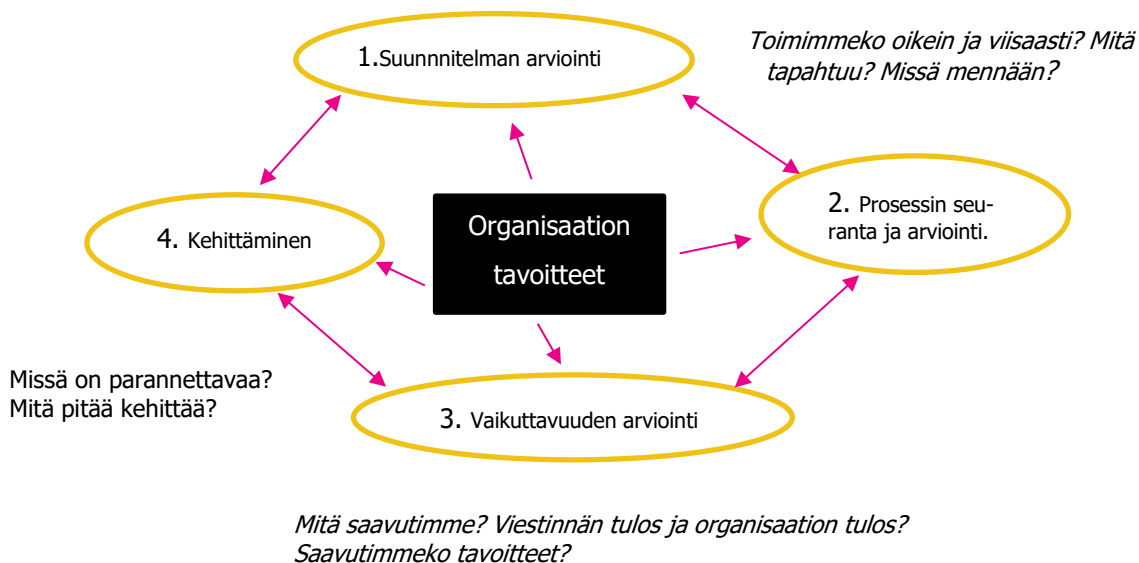 1.Suunnnitelman arviointi
Toimimmeko oikein ja viisaasti? Mitä
tapahtuu? Missä mennään?
2. Prosessin seu-
ranta ja arviointi.
Organisaation
tavoitteet
4. Kehittäminen
Missä on parannettavaa?
Mitä pitää kehittää?
3. Vaikuttavuuden arviointi
Mitä saavutimme? Viestinnän tulos ja organisaation tulos?
Saavutimmeko tavoitteet?